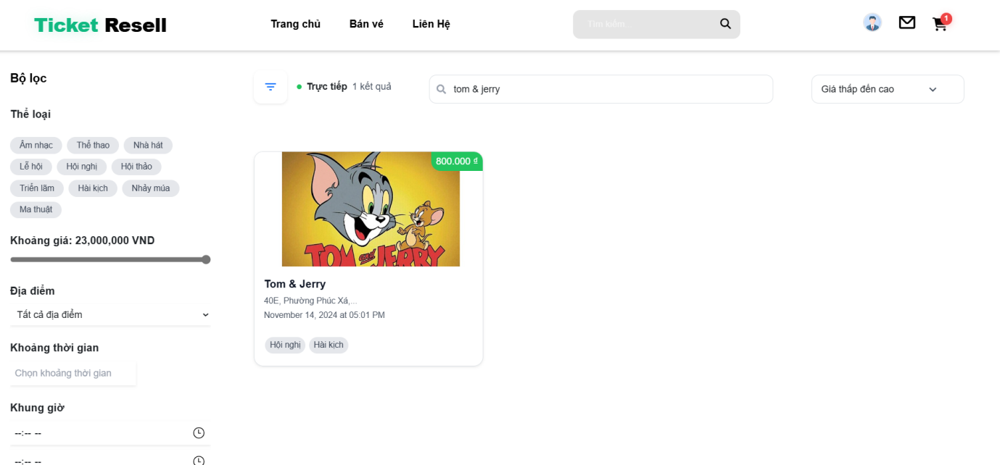 Ticket Resell
Trang chủ
Bán vé
Liên Hệ
Tìm kiếm...
1
Bộ lọc
Thể loại
Âm nhạc
Thể thao
Nhà hát
Lễ hội
Hội nghị
Hội thảo
Triển lãm
Hài kịch
Nhảy múa
Ma thuật
Khoảng giá: 23,000,000 VND
Địa điểm
Tất cả địa điểm
Khoảng thời gian
Chọn khoảng thời gian
Khung giờ
--:-- --
--:-- --
Trực tiếp 1 kết quả
tom & jerry
Giá thấp đến cao
800.000 ₫
TOM and JERRY
Tom & Jerry
40E, Phường Phúc Xá,...
November 14, 2024 at 05:01 PM
Hội nghị
Hài kịch